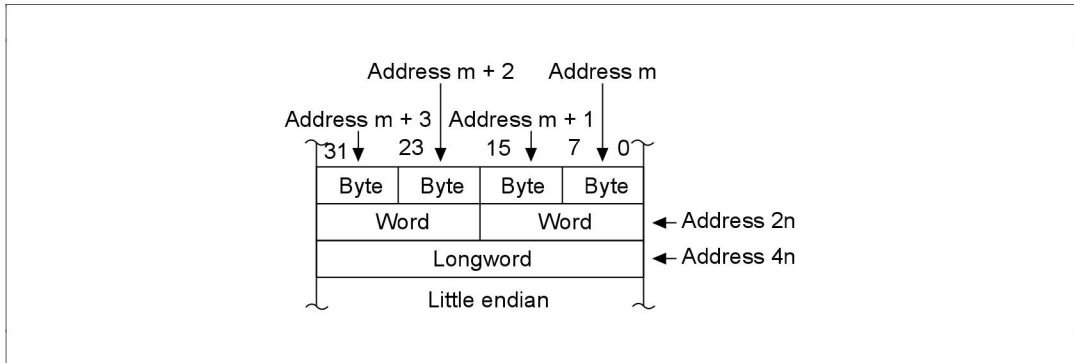 Address m + 2 Address m
Address m + 3 Address m + 1
31 23 15 7 0
Byte Byte Byte Byte
Word Word Address 2n
Longword Address 4n
Little endian